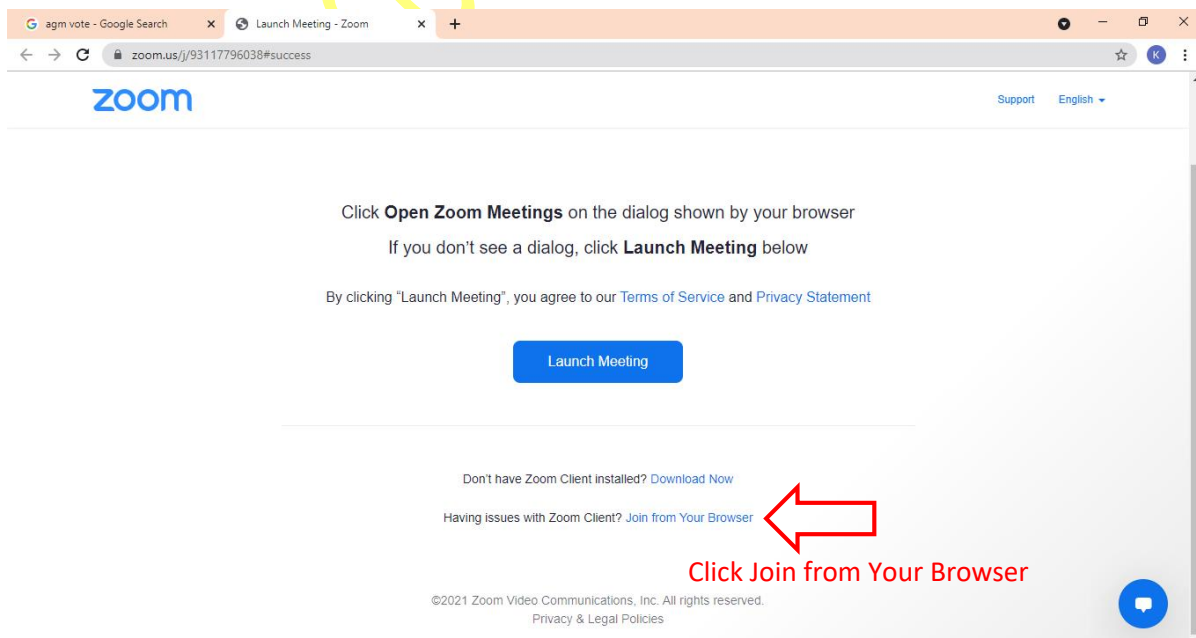 agm vote - Google Search
Launch Meeting - Zoom
zoom.us/j/93117796038#success
K
zoom
Support English
Click Open Zoom Meetings on the dialog shown by your browser
If you don't see a dialog, click Launch Meeting below
By clicking “Launch Meeting”, you agree to our Terms of Service and Privacy Statement
Launch Meeting
Don't have Zoom Client installed? Download Now
Having issues with Zoom Client? Join from Your Browser
Click Join from Your Browser
©2021 Zoom Video Communications, Inc. All rights reserved.
Privacy & Legal Policies